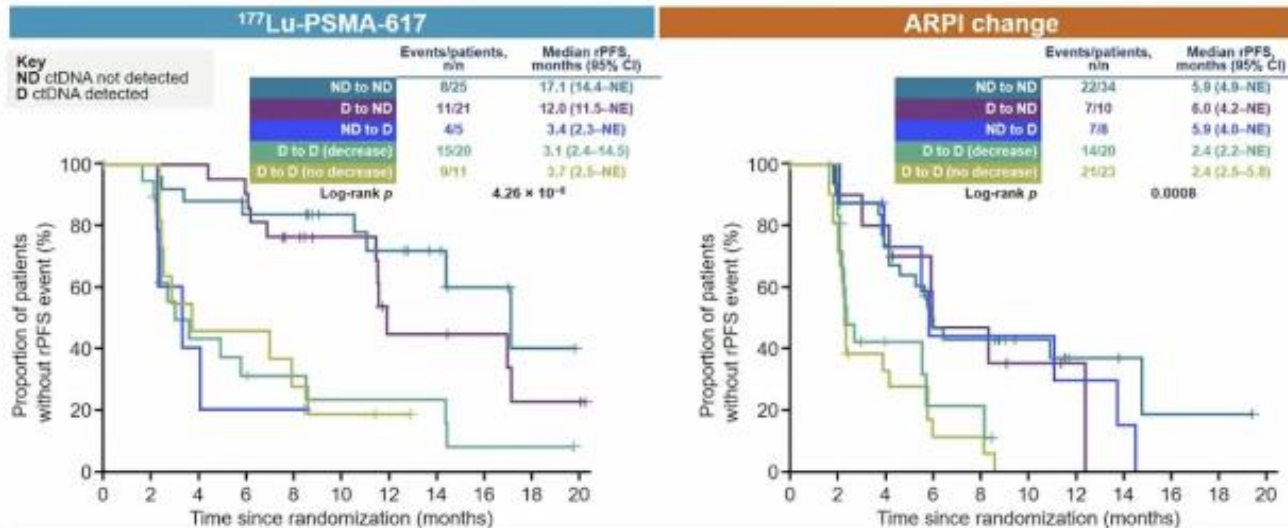 ¹⁷⁷Lu-PSMA-617
Key
ND ctDNA not detected
D ctDNA detected
Events/patients, n/n
Median rPFS, months (95% CI)
ND to ND 8/25 17.1 (14.4–NE)
D to ND 11/21 12.0 (11.5–NE)
ND to D 4/5 3.4 (2.3–NE)
D to D (decrease) 15/20 3.1 (2.4–14.5)
D to D (no decrease) 9/11 3.7 (2.5–NE)
Log-rank p
Proportion of patients
without rPFS event (%)
100
80
60
40
20
0
0 2 4 6 8 10 12 14 16 18 20
Time since randomization (months)
ARPI change
Events/patients, n/n
Median rPFS, months (95% CI)
ND to ND 22/34 5.9 (4.9–NE)
D to ND 7/10 6.0 (4.2–NE)
ND to D 7/8 5.9 (4.0–NE)
D to D (decrease) 14/20 2.4 (2.2–NE)
D to D (no decrease) 21/23 2.4 (2.5–5.8)
Log-rank p 0.0008
Proportion of patients
without rPFS event (%)
100
80
60
40
20
0
0 2 4 6 8 10 12 14 16 18 20
Time since randomization (months)